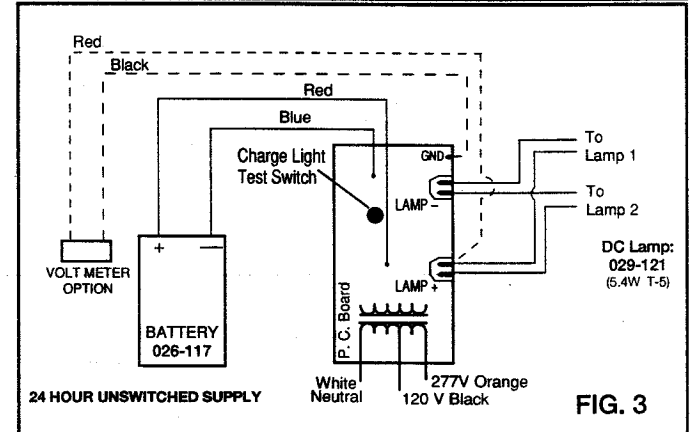 Red
Black
Red
Blue
Charge Light
Test Switch
GND
To
Lamp 1
LAMP –
To
Lamp 2
DC Lamp:
029-121
(5.4W T-5)
+ —
VOLT METER
OPTION
LAMP +
P. C. Board
BATTERY
026-117
White
Neutral
277V Orange
120 V Black
24 HOUR UNSWITCHED SUPPLY
FIG. 3